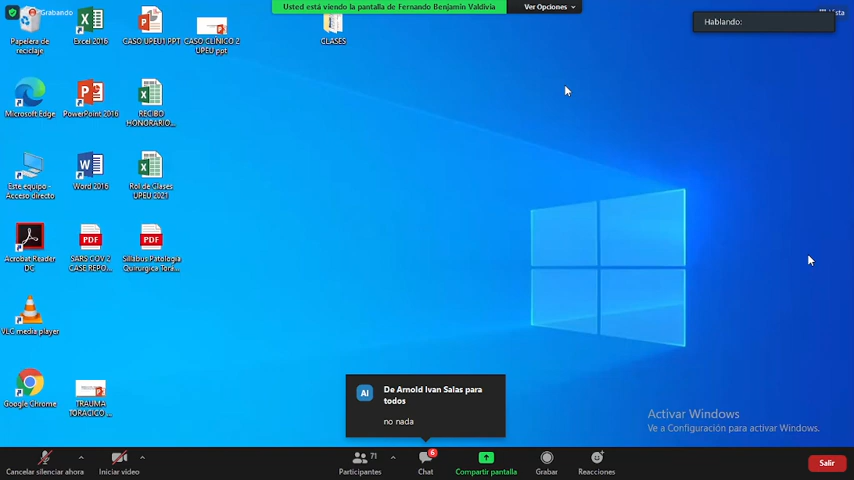 Grabando
Usted está viendo la pantalla de Fernando Benjamin Valdivia
Ver Opciones
Vista
Hablando:
Papelera de
reciclaje
Excel 2016
CASO UPEU1 PPT
CASO CLINICO 2
UPEU.ppt
CLASES
Microsoft Edge
PowerPoint 2016
RECIBO
HONORARIO...
Este equipo -
Acceso directo
Word 2016
Rol de Clases
UPEU 2021
Acrobat Reader
DC
PDF
SARS COV 2
CASE REPO...
PDF
Sillabus Patologia
Quirurgica Tora...
VLC media player
Google Chrome
TRAUMA
TORACICO ...
AI
De Arnold Ivan Salas para
todos
no nada
Activar Windows
Ve a Configuración para activar Windows.
Cancelar silenciar ahora
Iniciar video
71
Participantes
6
Chat
Compartir pantalla
Grabar
Reacciones
Salir